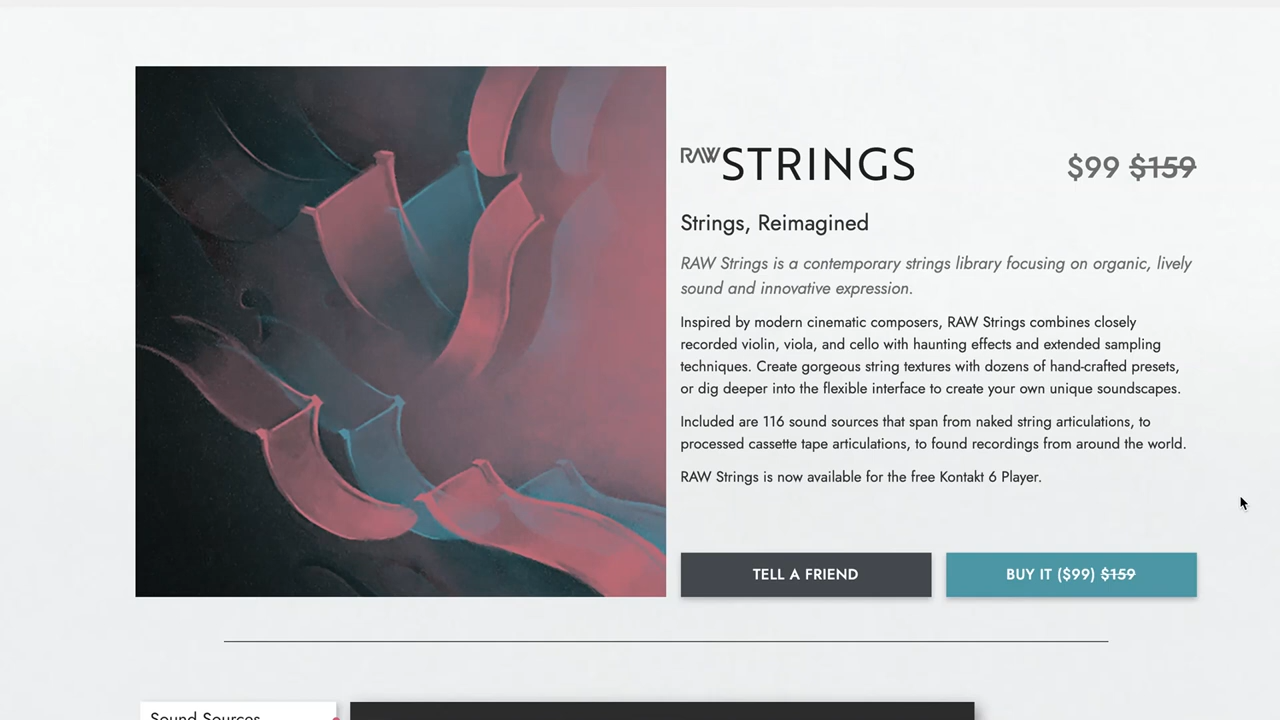 RAW STRINGS
$99 $159
Strings, Reimagined
RAW Strings is a contemporary strings library focusing on organic, lively
sound and innovative expression.
Inspired by modern cinematic composers, RAW Strings combines closely
recorded violin, viola, and cello with haunting effects and extended sampling
techniques. Create gorgeous string textures with dozens of hand-crafted presets,
or dig deeper into the flexible interface to create your own unique soundscapes.
Included are 116 sound sources that span from naked string articulations, to
processed cassette tape articulations, to found recordings from around the world.
RAW Strings is now available for the free Kontakt 6 Player.
TELL A FRIEND
BUY IT ($99) $159
Sound Sources